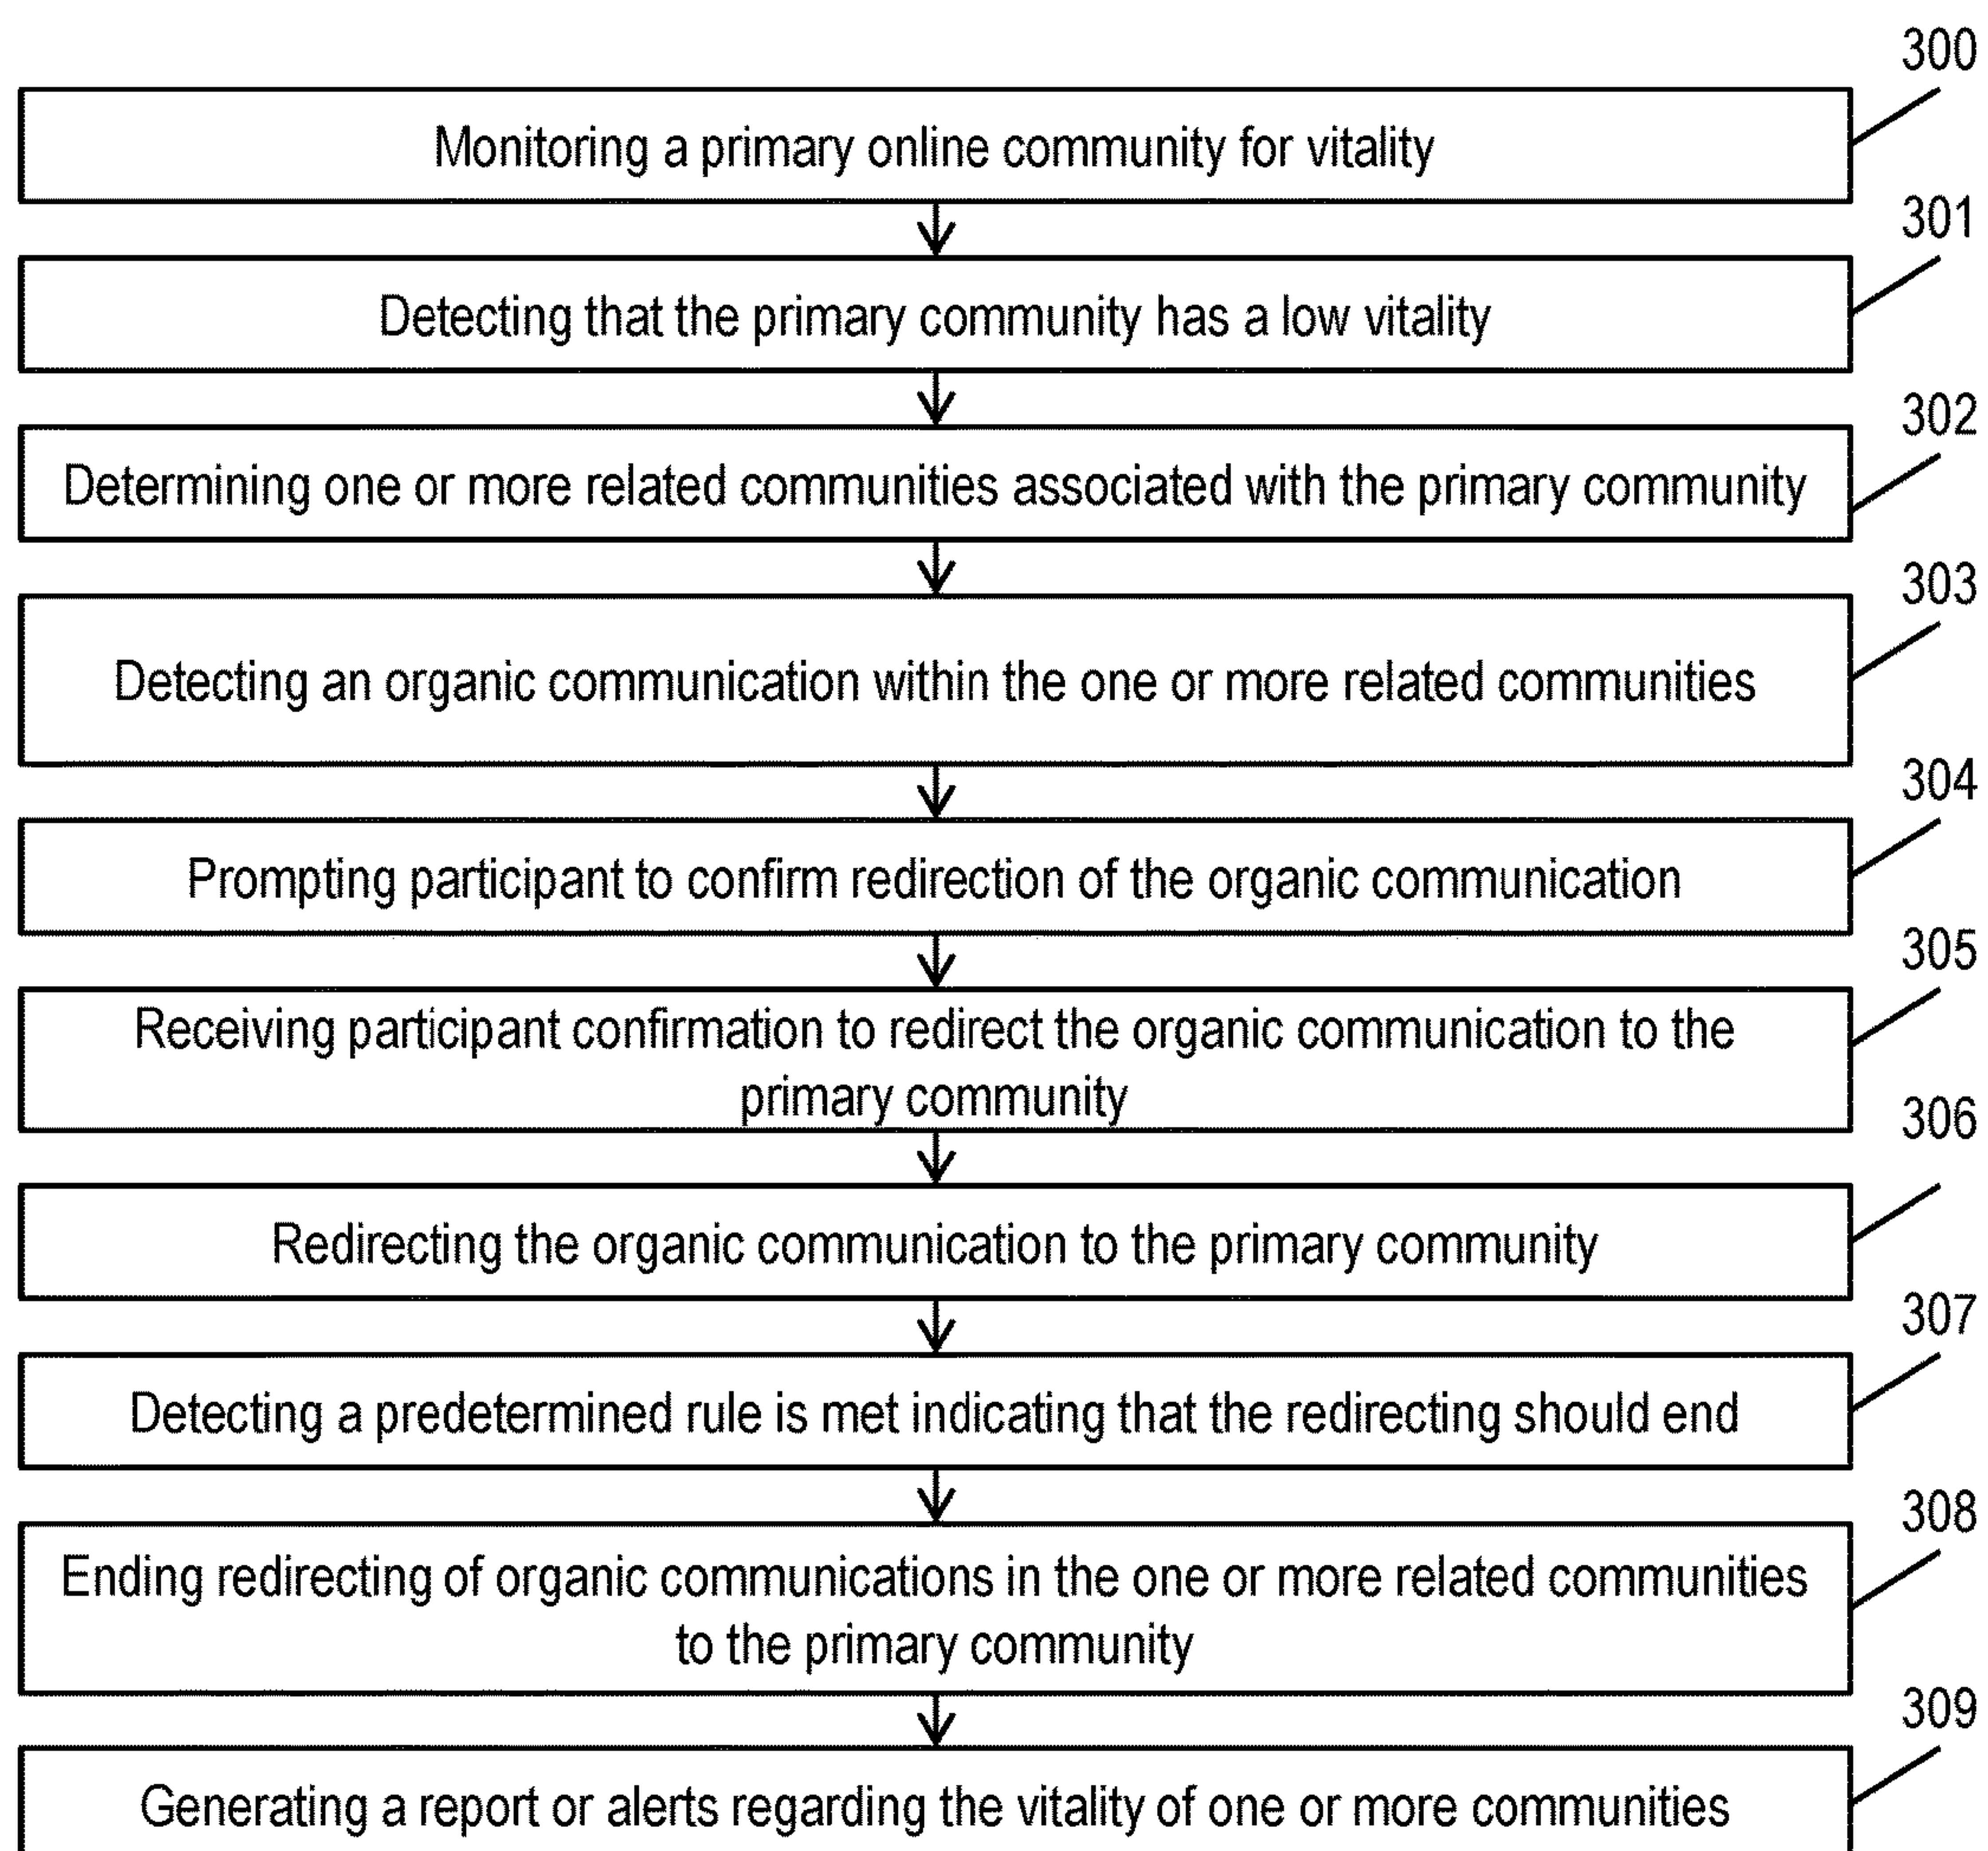 300
Monitoring a primary online community for vitality
301
Detecting that the primary community has a low vitality
302
Determining one or more related communities associated with the primary community
303
Detecting an organic communication within the one or more related communities
304
Prompting participant to confirm redirection of the organic communication
305
Receiving participant confirmation to redirect the organic communication to the
primary community
306
Redirecting the organic communication to the primary community
307
Detecting a predetermined rule is met indicating that the redirecting should end
308
Ending redirecting of organic communications in the one or more related communities
to the primary community
309
Generating a report or alerts regarding the vitality of one or more communities